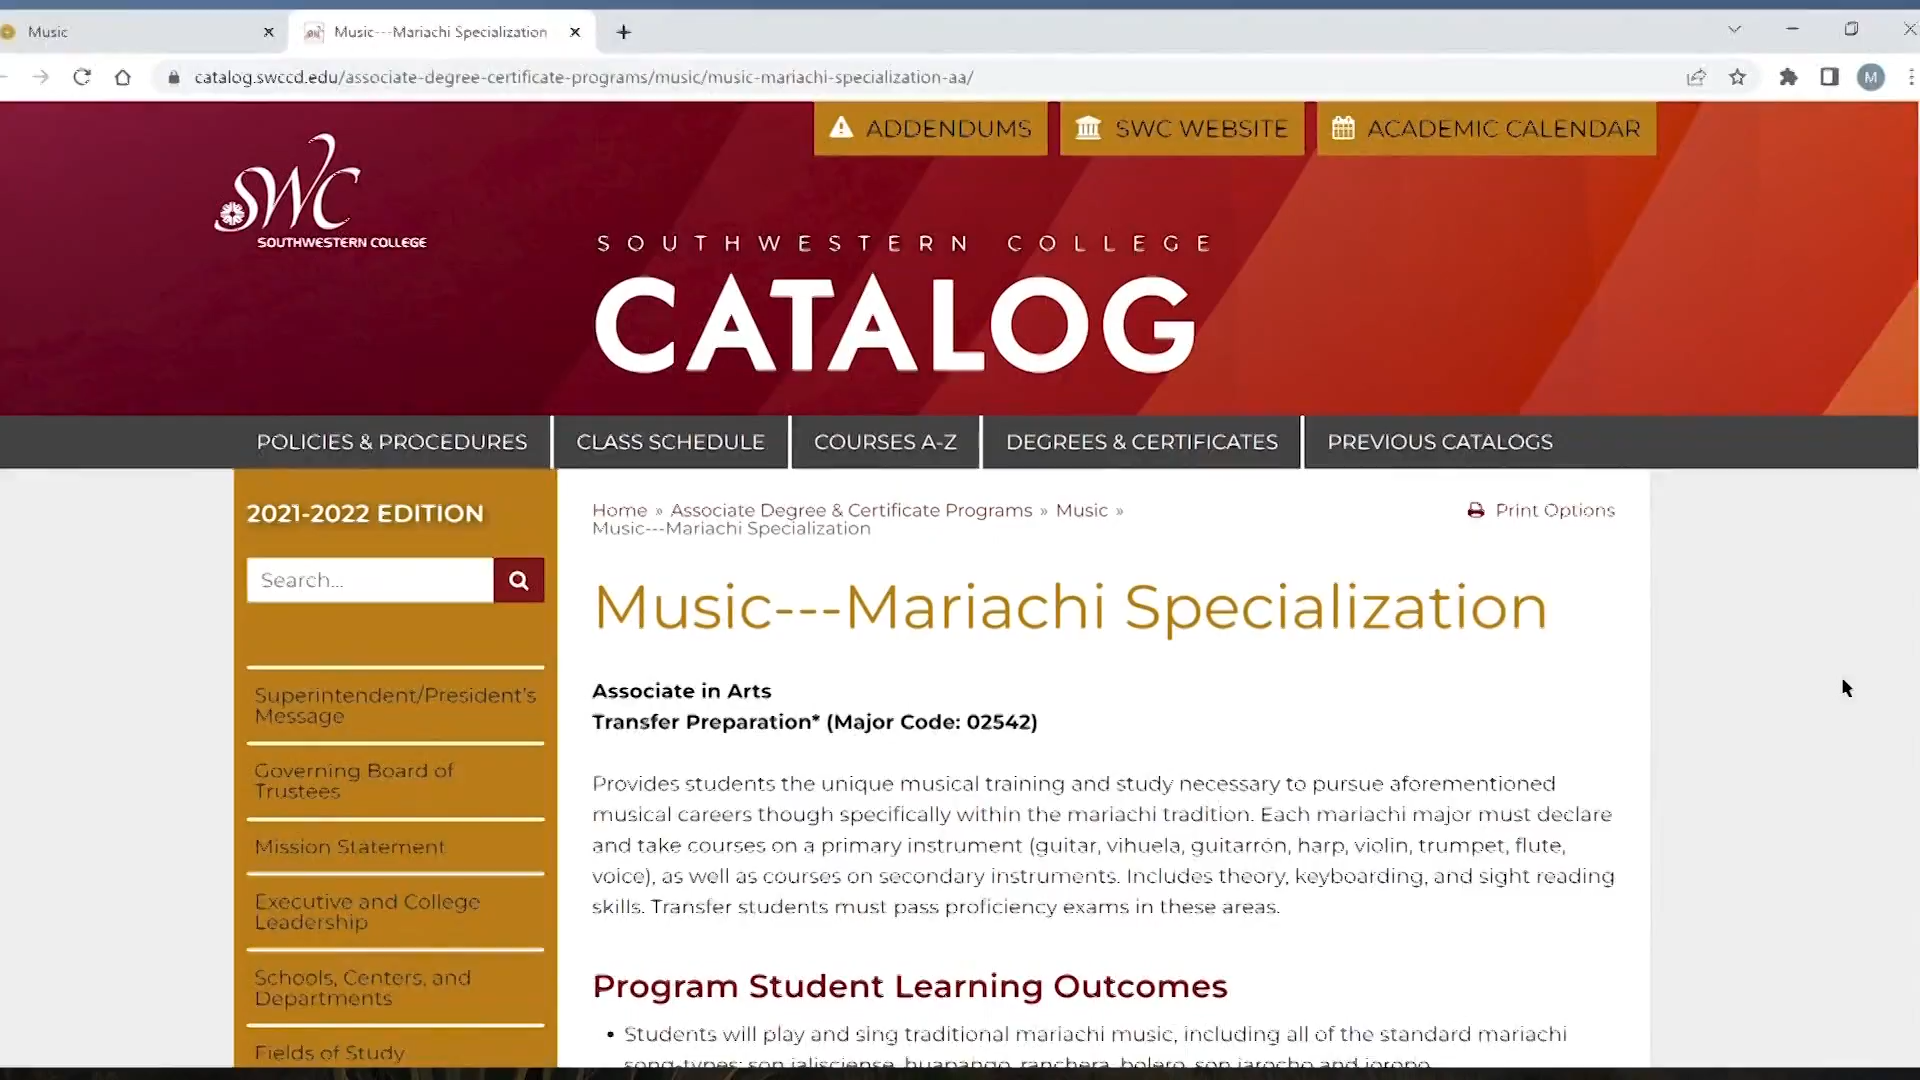 Music
Music---Mariachi Specialization
catalog.swccd.edu/associate-degree-certificate-programs/music/music-mariachi-specialization-aa/
M
ADDENDUMS
SWC WEBSITE
ACADEMIC CALENDAR
SWC
SOUTHWESTERN COLLEGE
SOUTHWESTERN COLLEGE
CATALOG
POLICIES & PROCEDURES
CLASS SCHEDULE
COURSES A-Z
DEGREES & CERTIFICATES
PREVIOUS CATALOGS
2021-2022 EDITION
Search...
Superintendent/President's
Message
Governing Board of
Trustees
Mission Statement
Executive and College
Leadership
Schools, Centers, and
Departments
Fields of Study
Home » Associate Degree & Certificate Programs » Music »
Music---Mariachi Specialization
Print Options
Music---Mariachi Specialization
Associate in Arts
Transfer Preparation* (Major Code: 02542)
Provides students the unique musical training and study necessary to pursue aforementioned
musical careers though specifically within the mariachi tradition. Each mariachi major must declare
and take courses on a primary instrument (guitar, vihuela, guitarrón, harp, violin, trumpet, flute,
voice), as well as courses on secondary instruments. Includes theory, keyboarding, and sight reading
skills. Transfer students must pass proficiency exams in these areas.
Program Student Learning Outcomes
• Students will play and sing traditional mariachi music, including all of the standard mariachi
song-types: son jalisciense, huapango, ranchera, bolero, son jarocho and joropo.